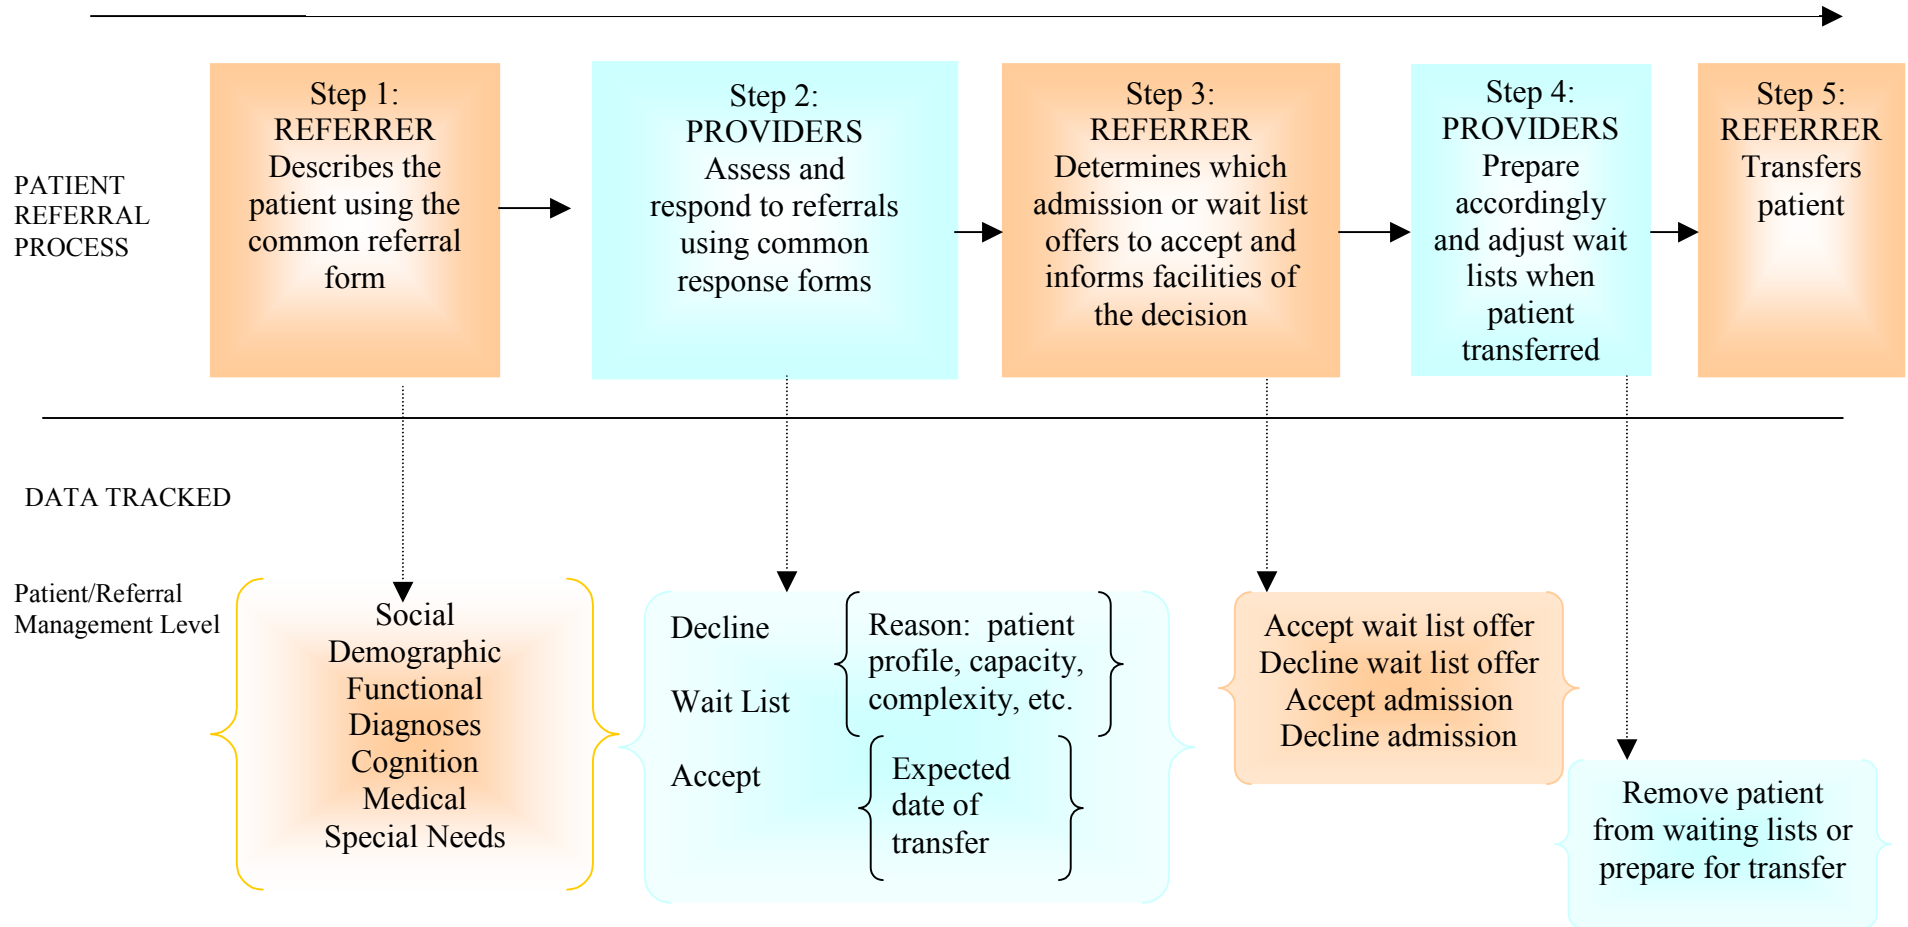 Step 1:
REFERRER
Describes the
patient using the
common referral
form
Step 2:
PROVIDERS
Assess and
respond to referrals
using common
response forms
Step 3:
REFERRER
Determines which
admission or wait list
offers to accept and
informs facilities of
the decision
Step 4:
PROVIDERS
Prepare
accordingly
and adjust wait
lists when
patient
transferred
Step 5:
REFERRER
Transfers
patient
PATIENT
REFERRAL
PROCESS
DATA TRACKED
Patient/Referral
Management Level
Social
Demographic
Functional
Diagnoses
Cognition
Medical
Special Needs
Decline
Wait List
Accept
Reason: patient
profile, capacity,
complexity, etc.
Expected
date of
transfer
Accept wait list offer
Decline wait list offer
Accept admission
Decline admission
Remove patient
from waiting lists or
prepare for transfer